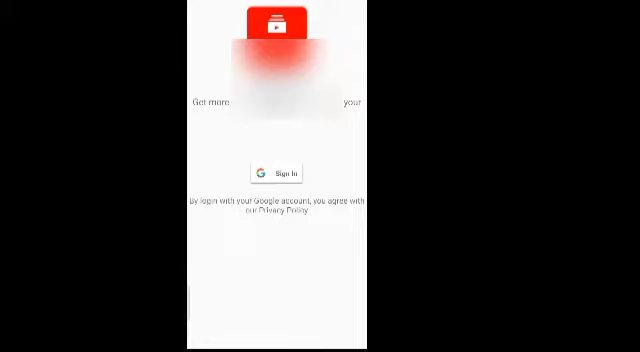 Get more your
Sign In
By login with your Google account, you agree with
our Privacy Policy